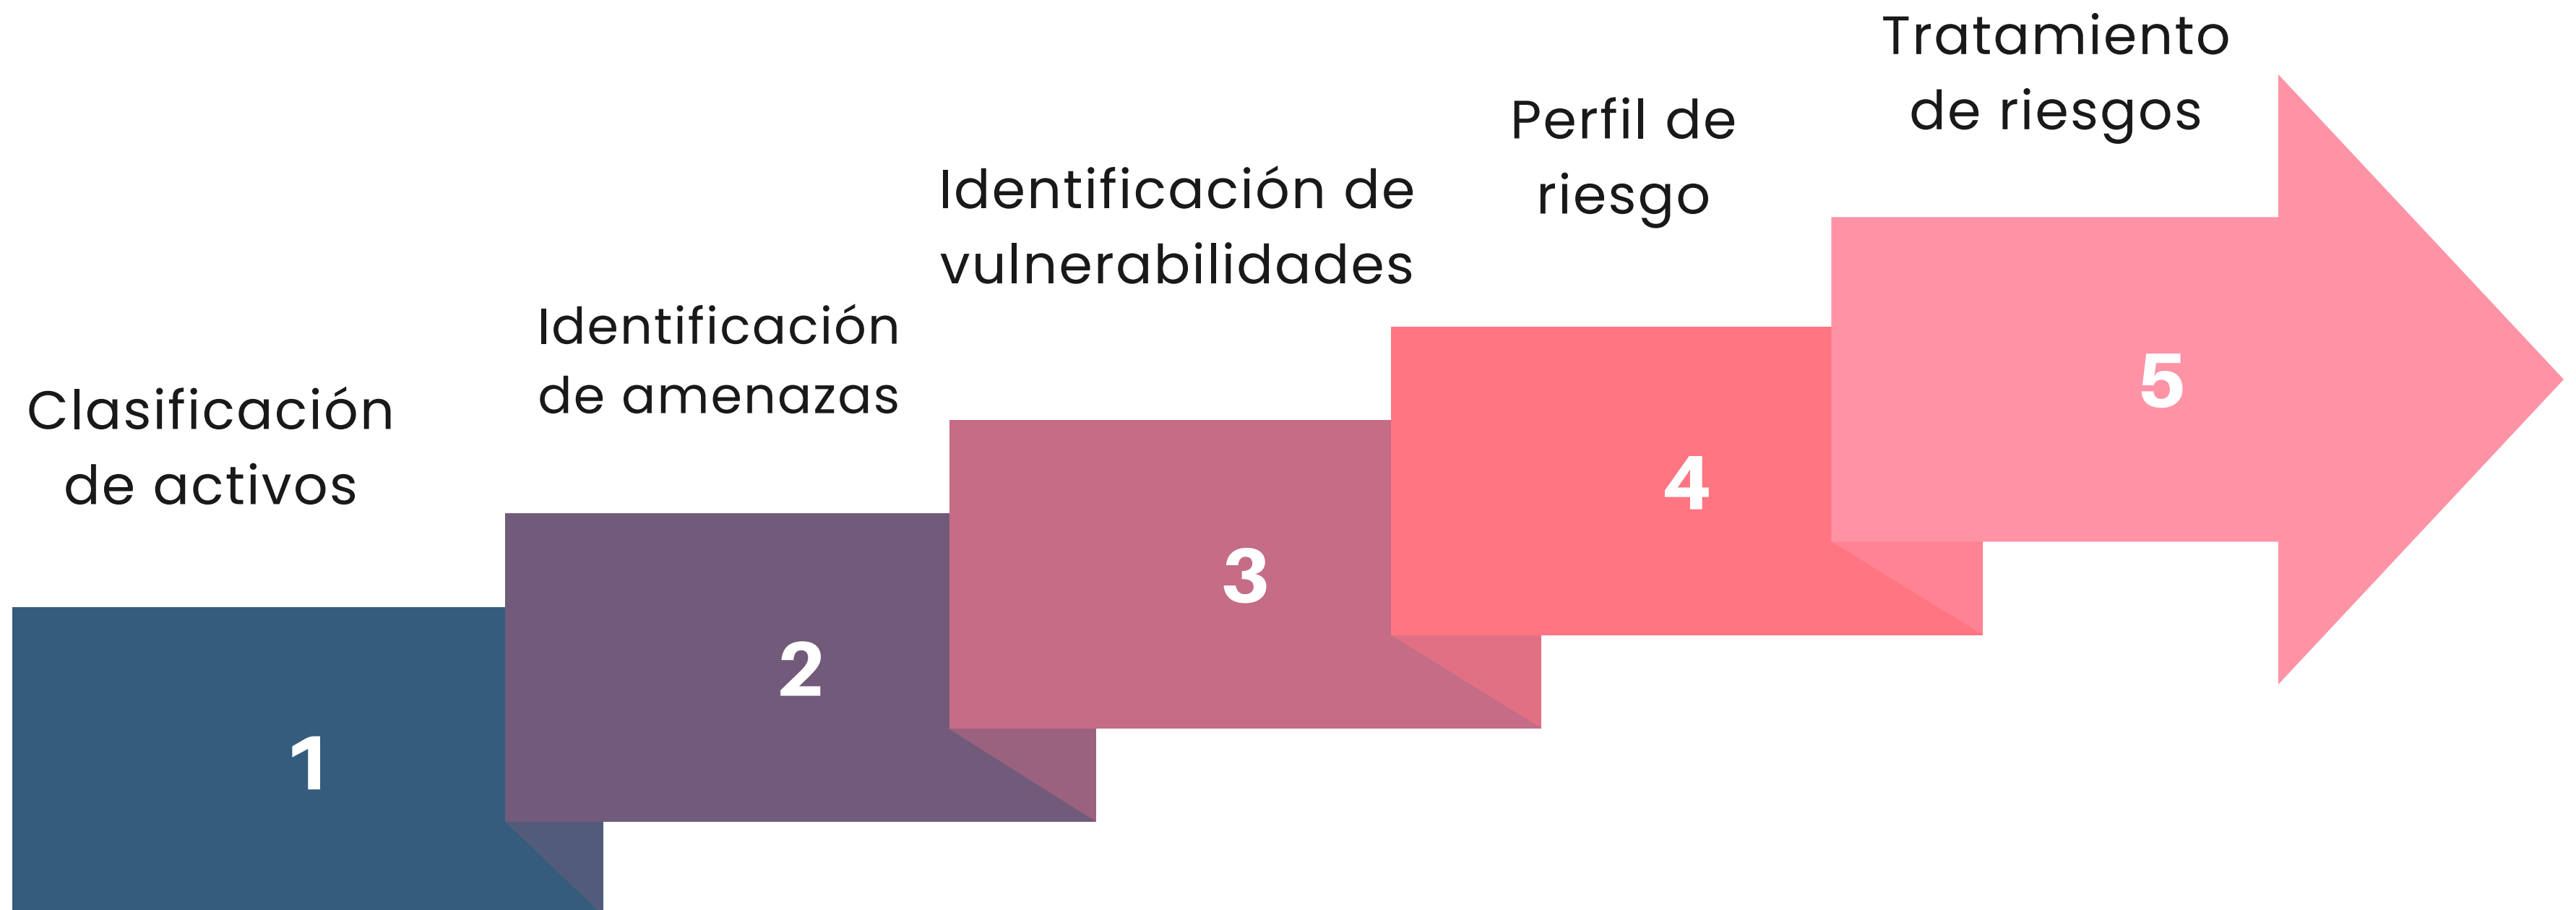 Clasificación
de activos
1
Identificación
de amenazas
2
Identificación de
vulnerabilidades
3
Perfil de
riesgo
4
Tratamiento
de riesgos
5